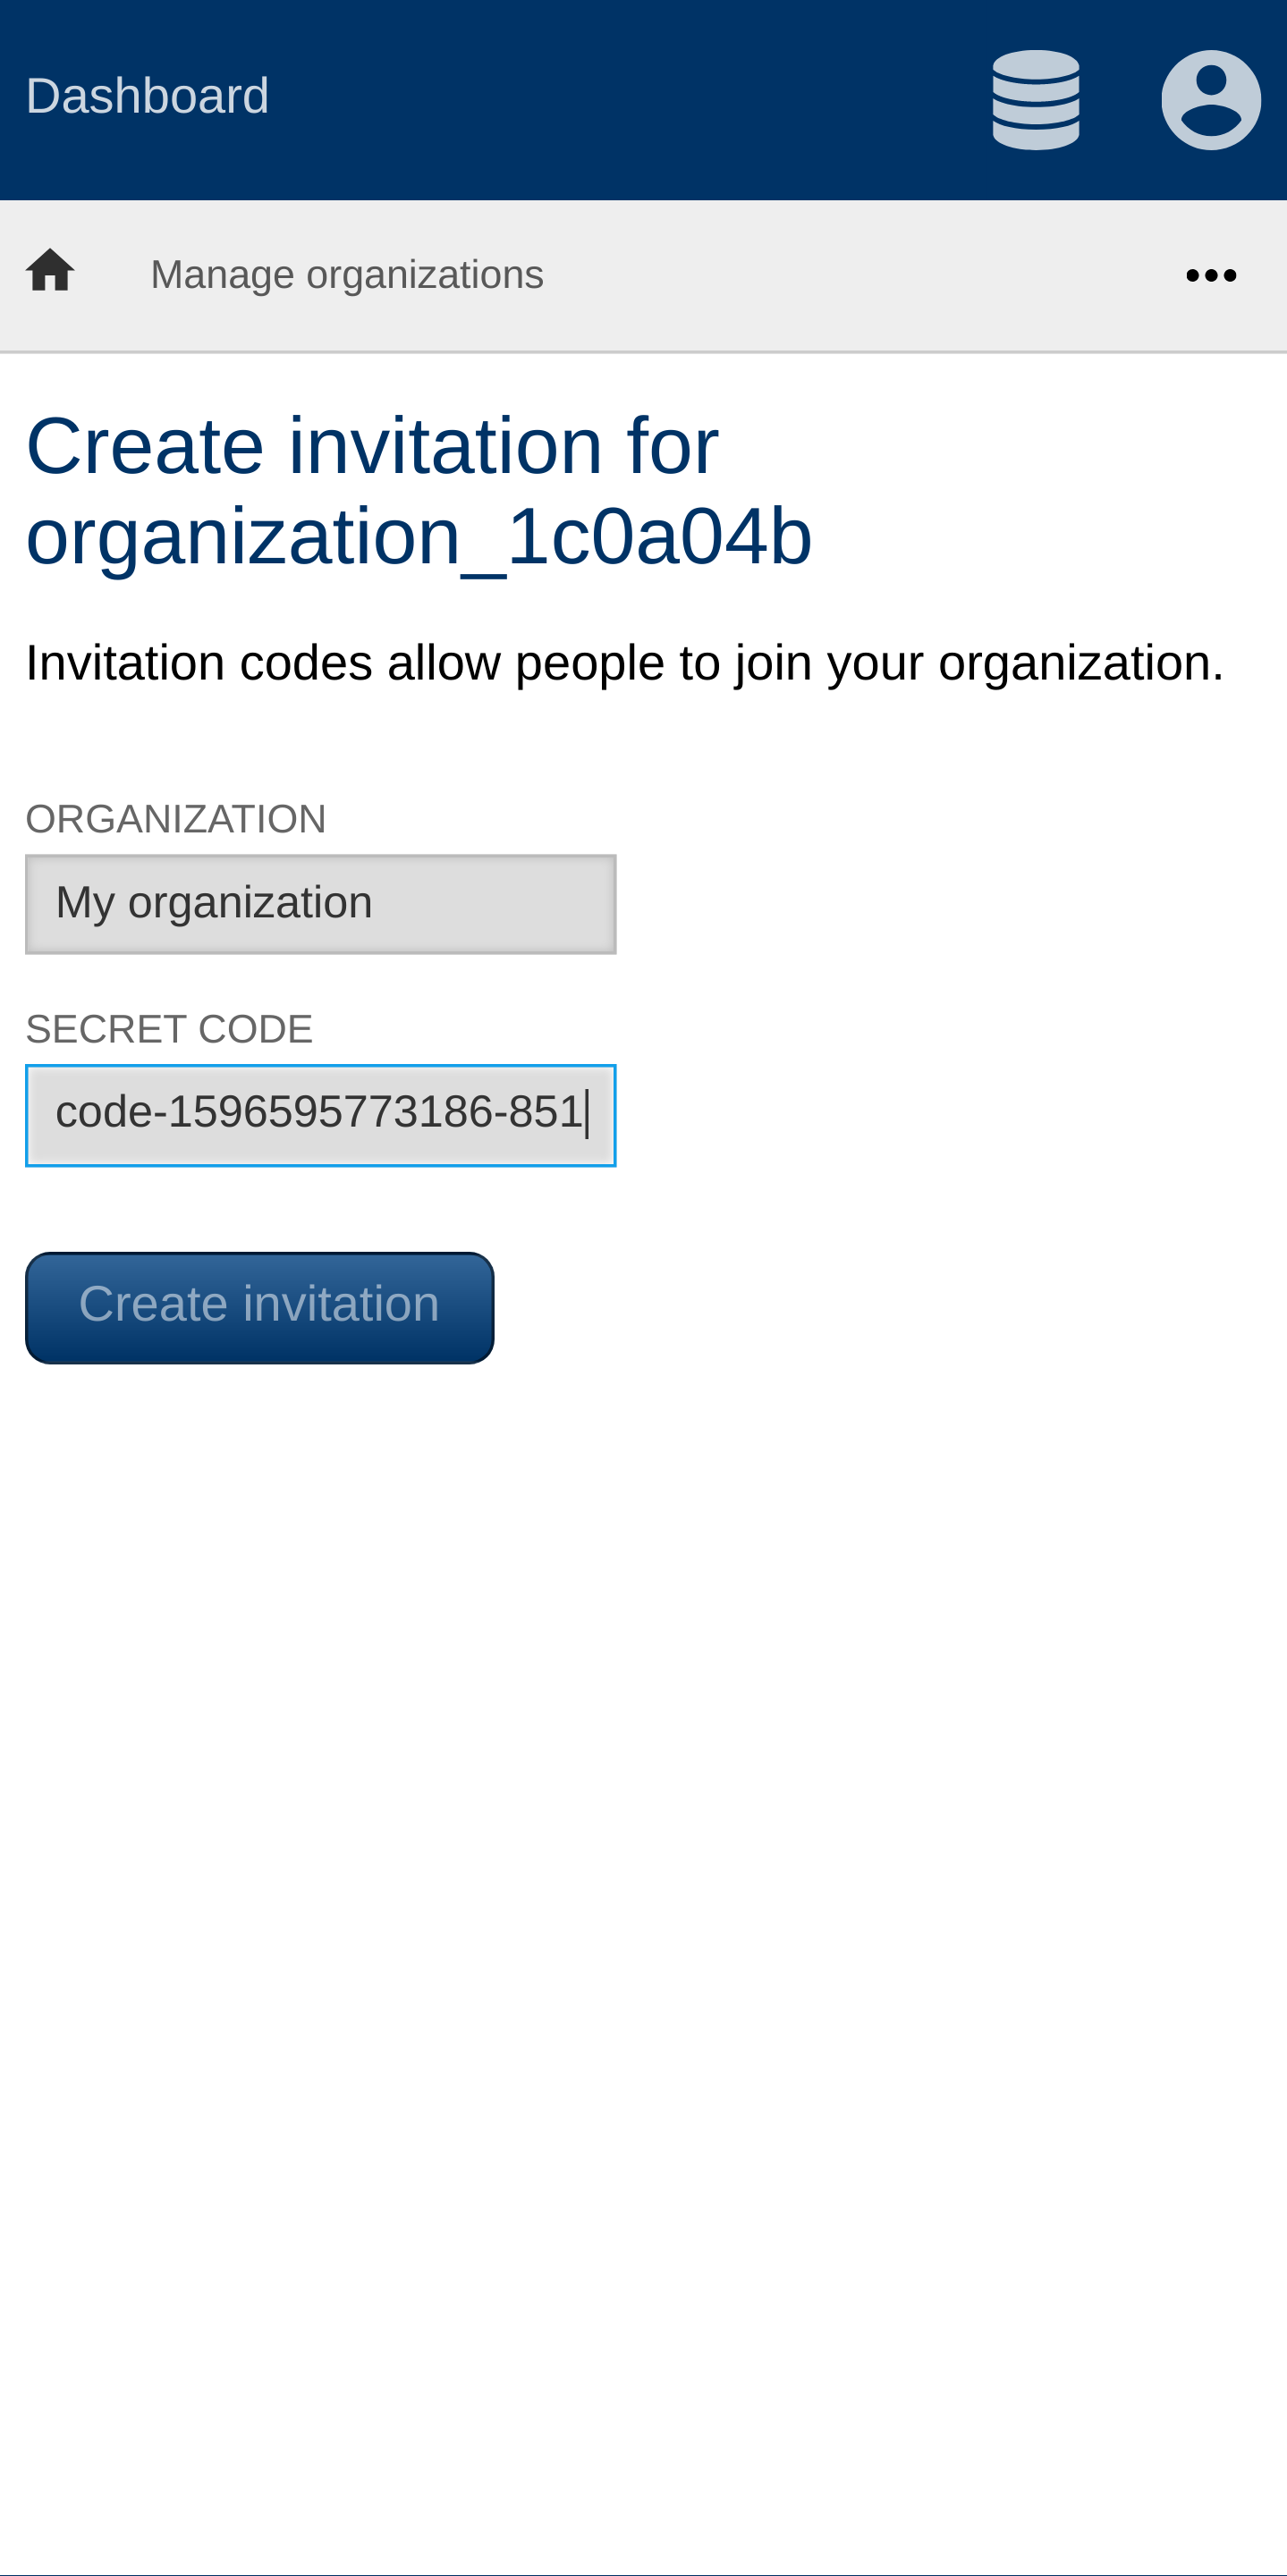 Dashboard
Manage organizations
Create invitation for
organization_1c0a04b
Invitation codes allow people to join your organization.
ORGANIZATION
My organization
SECRET CODE
code-1596595773186-851
Create invitation